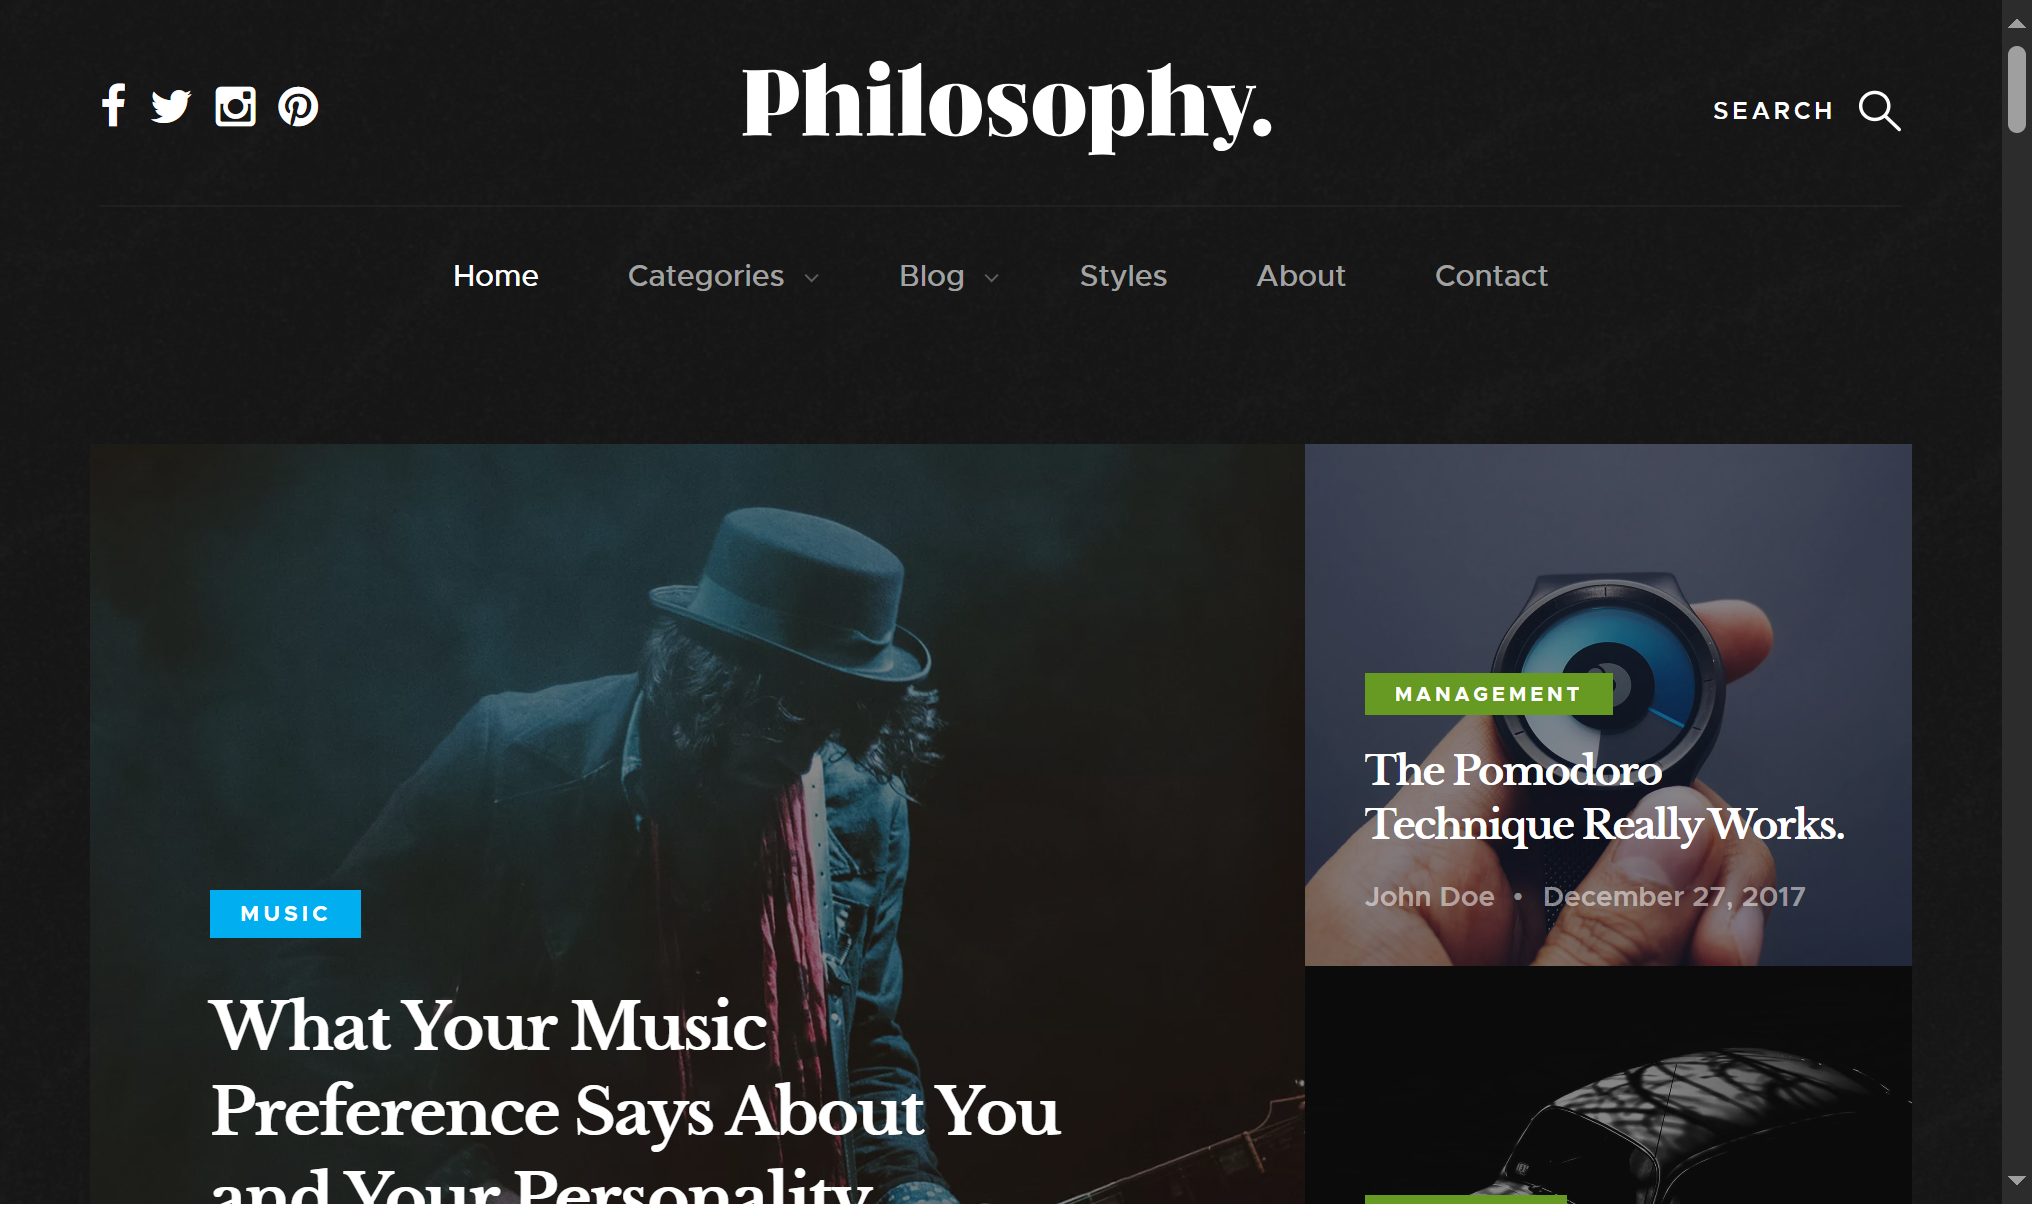 Philosophy.
SEARCH
Home Categories Blog Styles About Contact
MUSIC
What Your Music
Preference Says About You
and Your Personality
MANAGEMENT
The Pomodoro
Technique Really Works.
John Doe • December 27, 2017